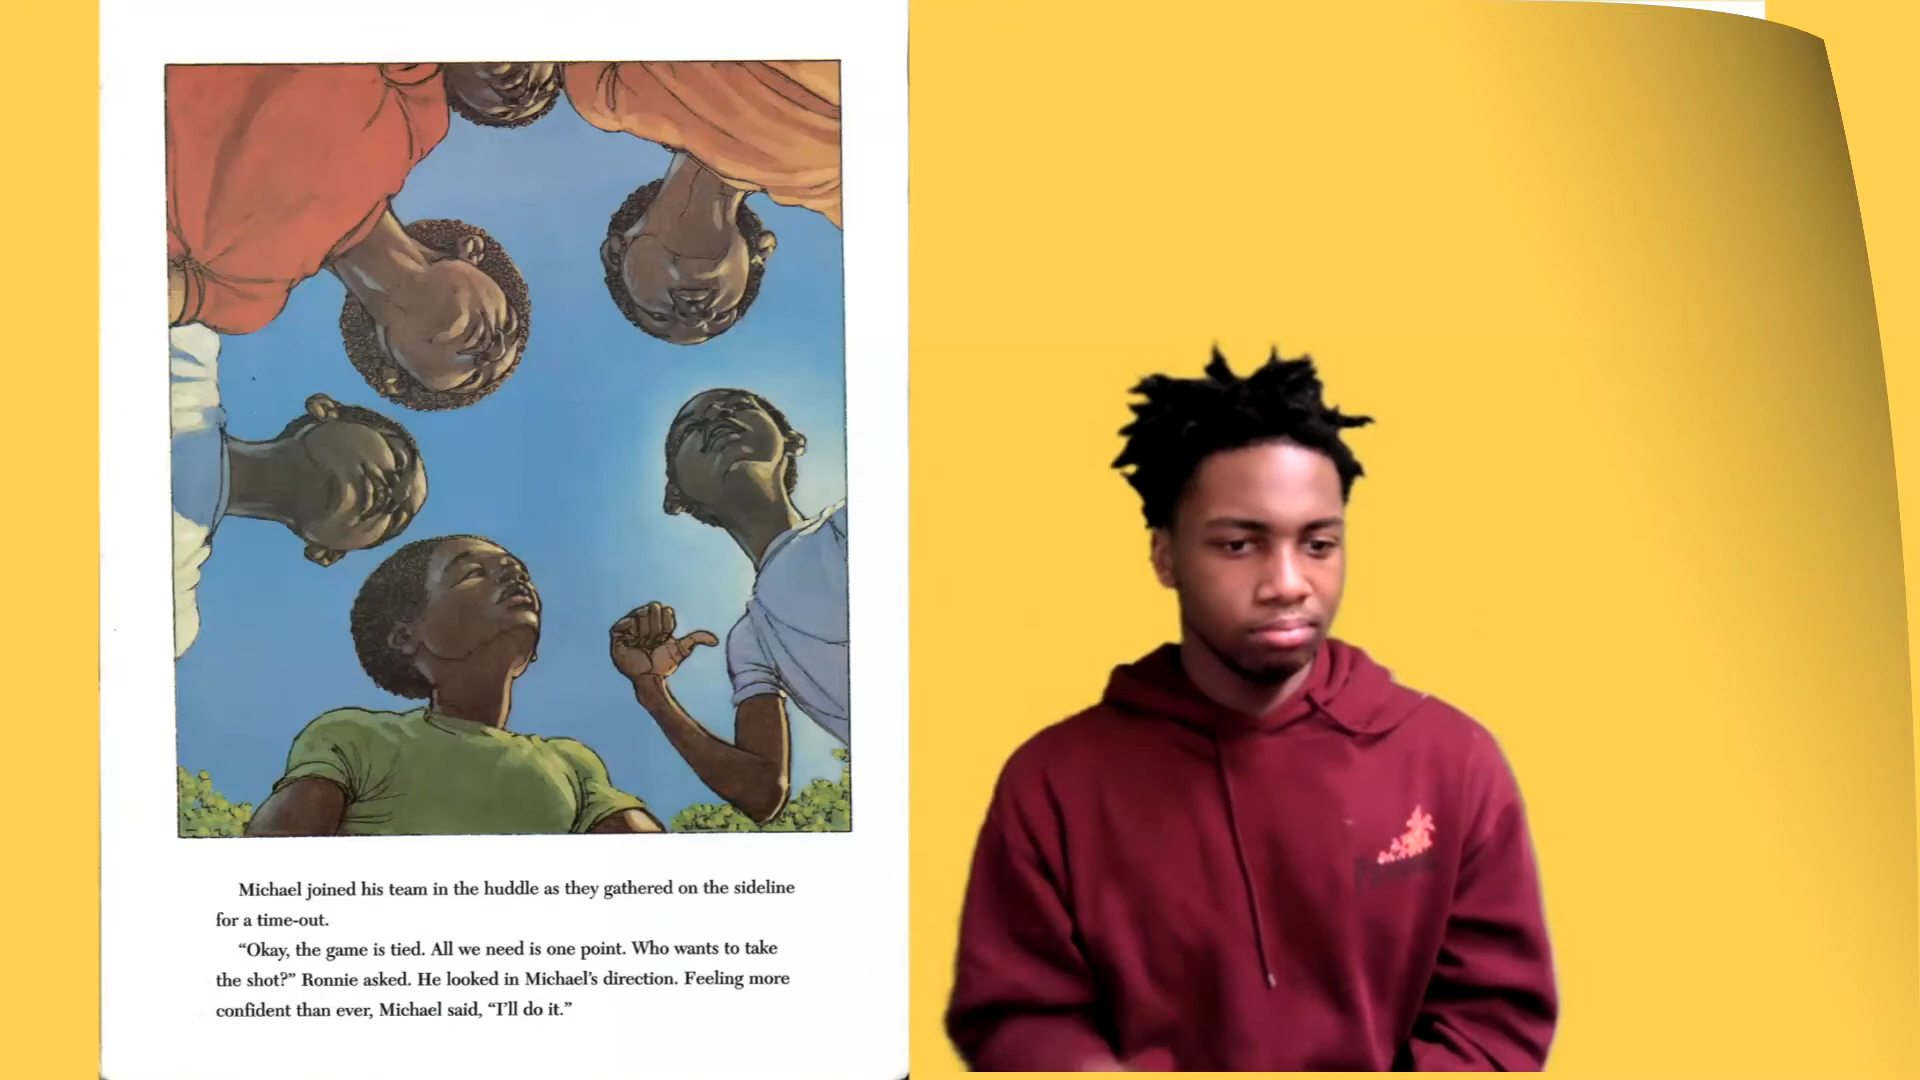 Michael joined his team in the huddle as they gathered on the sideline
for a time-out.
“Okay, the game is tied. All we need is one point. Who wants to take
the shot?” Ronnie asked. He looked in Michael’s direction. Feeling more
confident than ever, Michael said, “I’ll do it.”